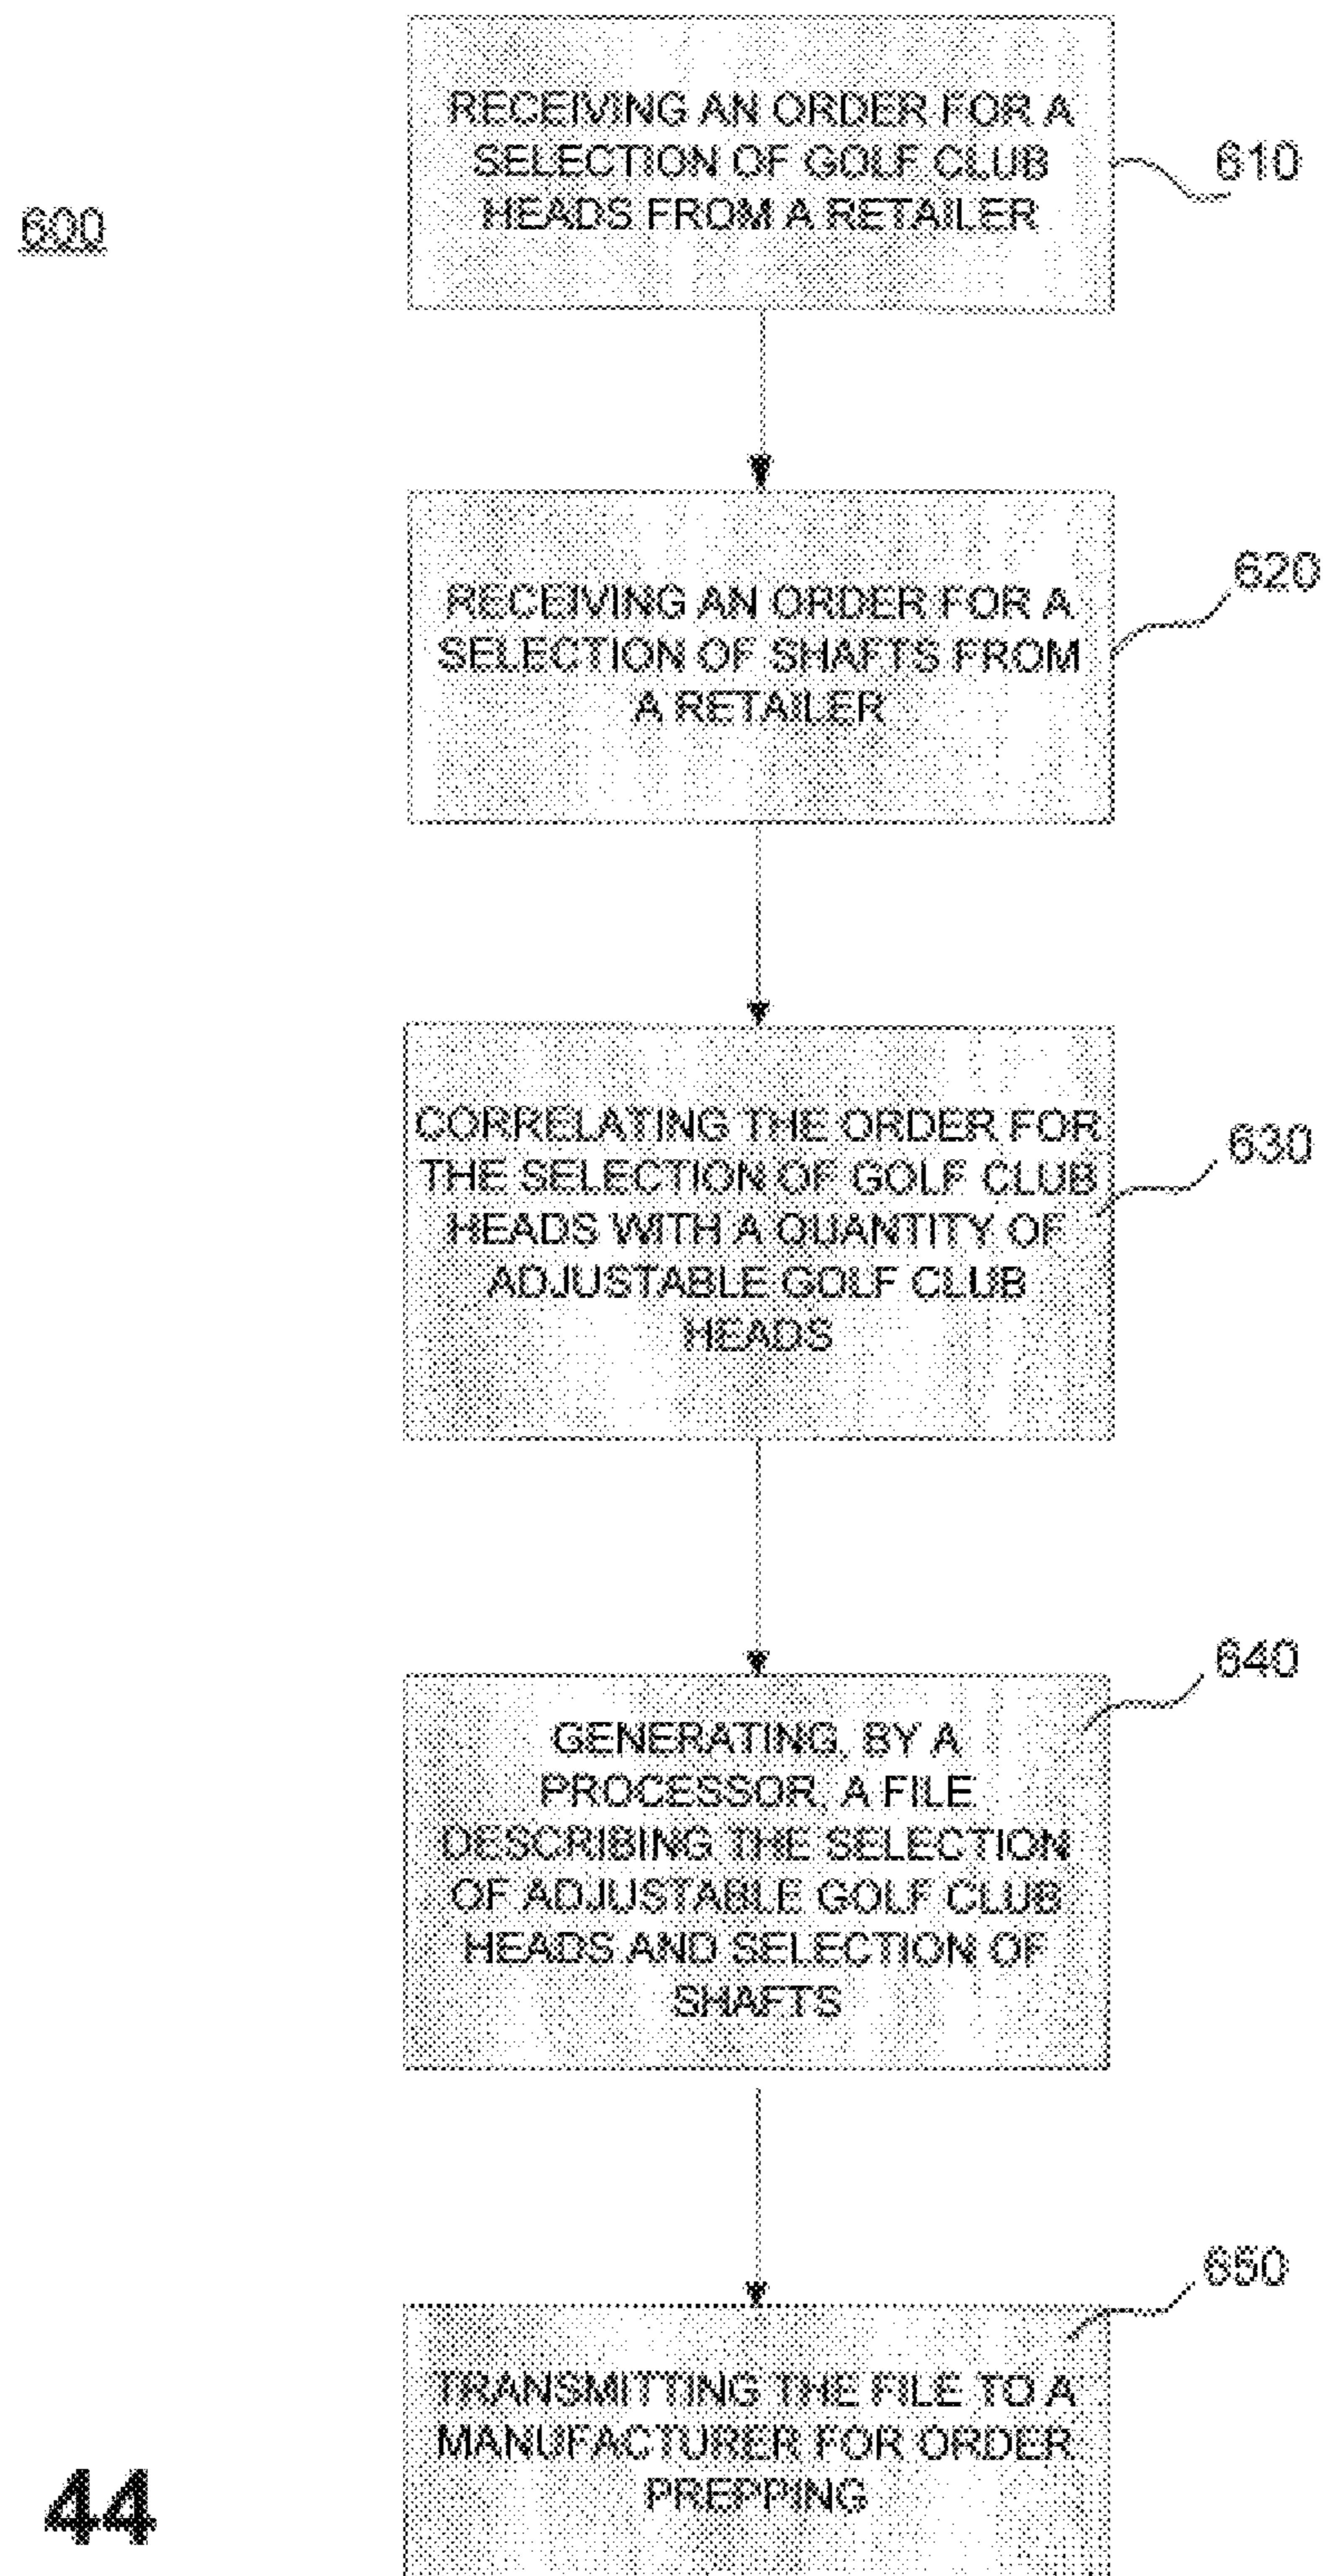 600
RECEIVING AN ORDER FOR A
SELECTION OF GOLF CLUB
HEADS FROM A RETAILER
610
RECEIVING AN ORDER FOR A
SELECTION OF SHAFTS FROM
A RETAILER
620
CORRELATING THE ORDER FOR
THE SELECTION OF GOLF CLUB
HEADS WITH A QUANTITY OF
ADJUSTABLE GOLF CLUB
HEADS
630
GENERATING, BY A
PROCESSOR, A FILE
DESCRIBING THE SELECTION
OF ADJUSTABLE GOLF CLUB
HEADS AND SELECTION OF
SHAFTS
640
TRANSMITTING THE FILE TO A
MANUFACTURER FOR ORDER
PREPPING
650
44